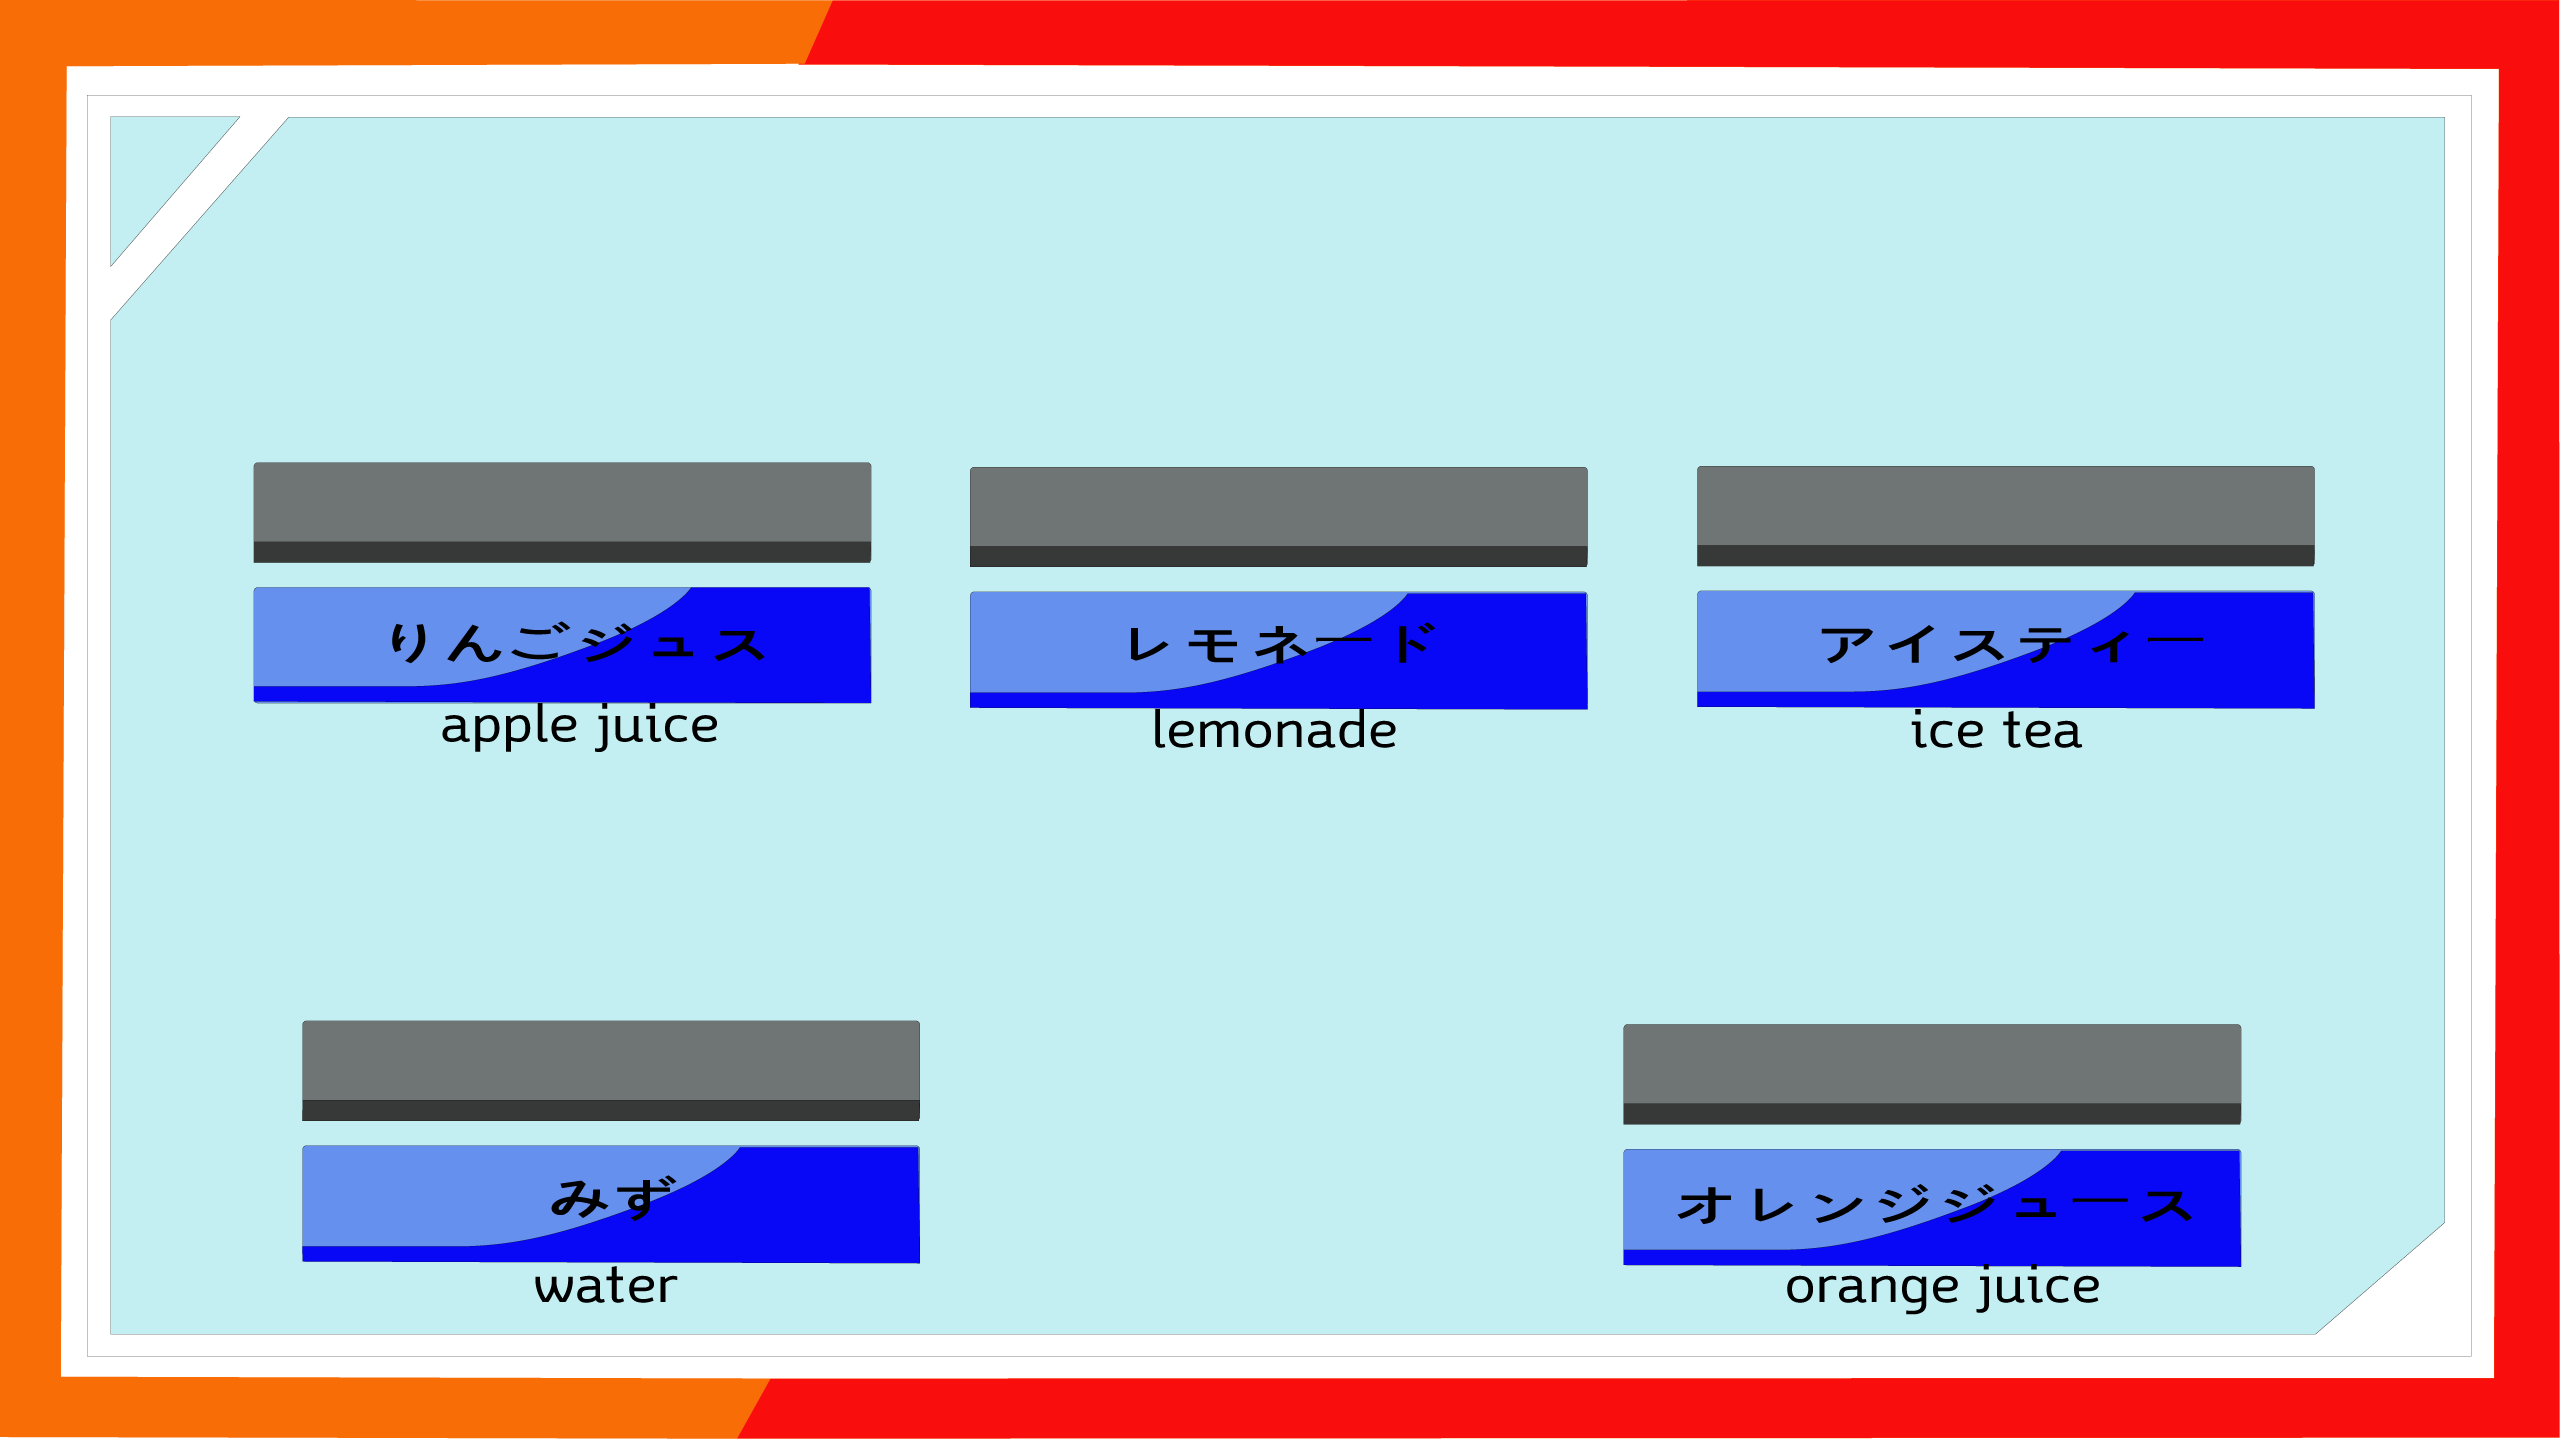 りんごジュス
apple juice
レモネード
lemonade
アイスティー
ice tea
みず
water
オレンジジュース
orange juice